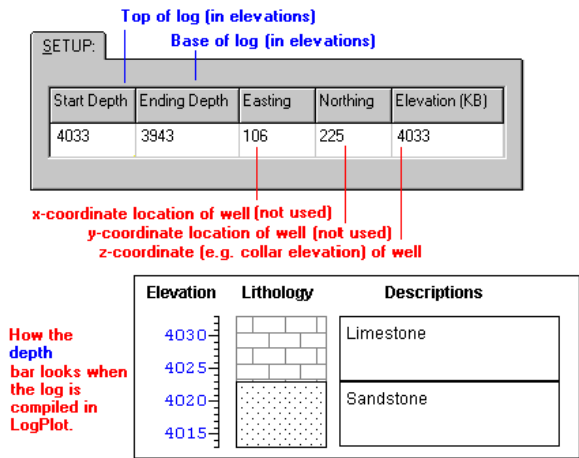 Top of log (in elevations)
SETUP:
Base of log (in elevations)
Start Depth Ending Depth Easting Northing Elevation (KB)
4033 3943 106 225 4033
x-coordinate location of well (not used)
y-coordinate location of well (not used)
z-coordinate (e.g. collar elevation) of well
Elevation Lithology Descriptions
How the
depth
bar looks when
the log is
compiled in
LogPlot.
4030
4025
4020
4015
Limestone
Sandstone